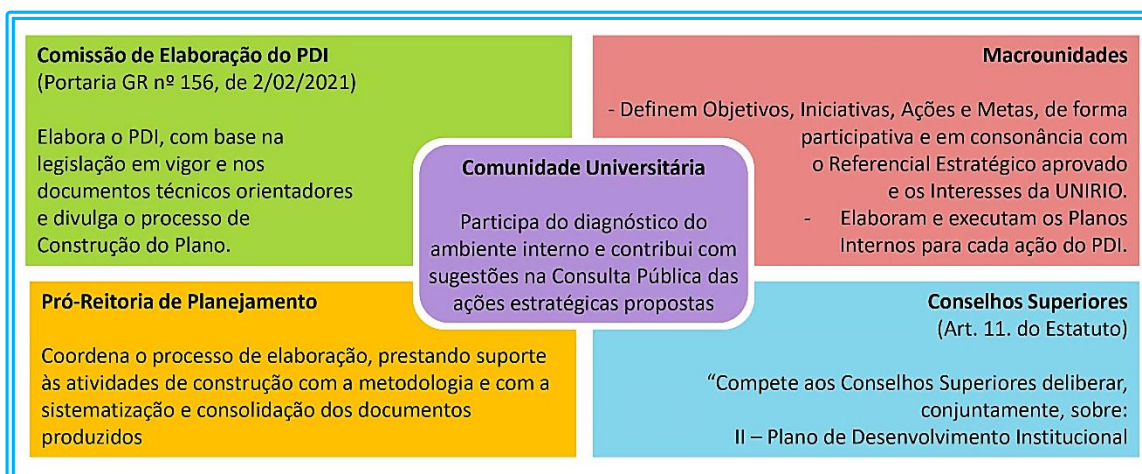 Comissão de Elaboração do PDI
(Portaria GR nº 156, de 2/02/2021)
Elabora o PDI, com base na
legislação em vigor e nos
documentos técnicos orientadores
e divulga o processo de
Construção do Plano.
Macrounidades
- Definem Objetivos, Iniciativas, Ações e Metas, de forma
participativa e em consonância com
o Referencial Estratégico aprovado
e os Interesses da UNIRIO.
- Elaboram e executam os Planos
Internos para cada ação do PDI.
Comunidade Universitária
Participa do diagnóstico do
ambiente interno e contribui com
sugestões na Consulta Pública das
ações estratégicas propostas
Pró-Reitoria de Planejamento
Coordena o processo de elaboração, prestando suporte
às atividades de construção com a metodologia e com a
sistematização e consolidação dos documentos
produzidos
Conselhos Superiores
(Art. 11. do Estatuto)
“Compete aos Conselhos Superiores deliberar,
conjuntamente, sobre:
II – Plano de Desenvolvimento Institucional